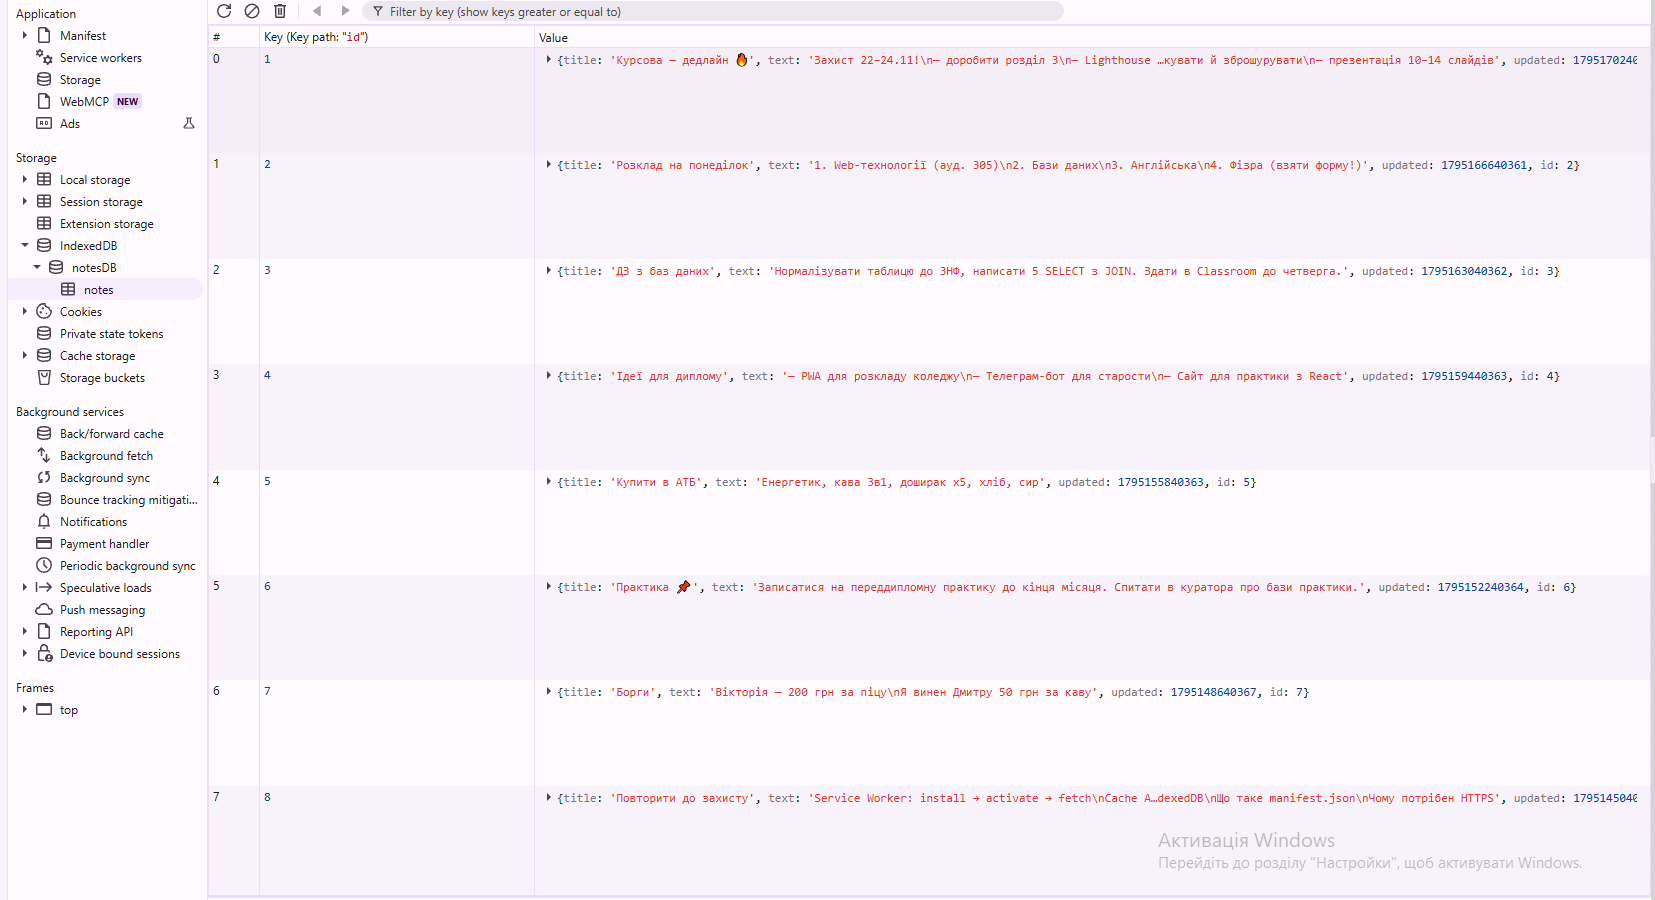 Application
Manifest
Service workers
Storage
WebMCP NEW
Ads
Storage
Local storage
Session storage
Extension storage
IndexedDB
notesDB
notes
Cookies
Private state tokens
Cache storage
Storage buckets
Background services
Back/forward cache
Background fetch
Background sync
Bounce tracking mitigati...
Notifications
Payment handler
Periodic background sync
Speculative loads
Push messaging
Reporting API
Device bound sessions
Frames
top
Filter by key (show keys greater or equal to)
# Key (Key path: "id") Value
0 1 {title: 'Курсова — дедлайн 🔥', text: 'Захист 22–24.11!\n— доробити розділ 3\n— Lighthouse …кувати й зброшурувати\n— презентація 10–14 слайдів', updated: 1795170240
1 2 {title: 'Розклад на понеділок', text: '1. Web-технології (ауд. 305)\n2. Бази даних\n3. Англійська\n4. Фізра (взяти форму!)', updated: 1795166640361, id: 2}
2 3 {title: 'ДЗ з баз даних', text: 'Нормалізувати таблицю до 3НФ, написати 5 SELECT з JOIN. Здати в Classroom до четверга.', updated: 1795163040362, id: 3}
3 4 {title: 'Ідеї для диплому', text: '— PWA для розкладу коледжу\n— Телеграм-бот для старости\n— Сайт для практики з React', updated: 1795159440363, id: 4}
4 5 {title: 'Купити в АТБ', text: 'Енергетик, кава 3в1, доширак х5, хліб, сир', updated: 1795155840363, id: 5}
5 6 {title: 'Практика 📌', text: 'Записатися на переддипломну практику до кінця місяця. Спитати в куратора про бази практики.', updated: 1795152240364, id: 6}
6 7 {title: 'Борги', text: 'Вікторія — 200 грн за піцу\nЯ винен Дмитру 50 грн за каву', updated: 1795148640367, id: 7}
7 8 {title: 'Повторити до захисту', text: 'Service Worker: install → activate → fetch\nCache A…dexedDB\nЩо таке manifest.json\nЧому потрібен HTTPS', updated: 1795145040
Активація Windows
Перейдіть до розділу "Настройки", щоб активувати Windows.